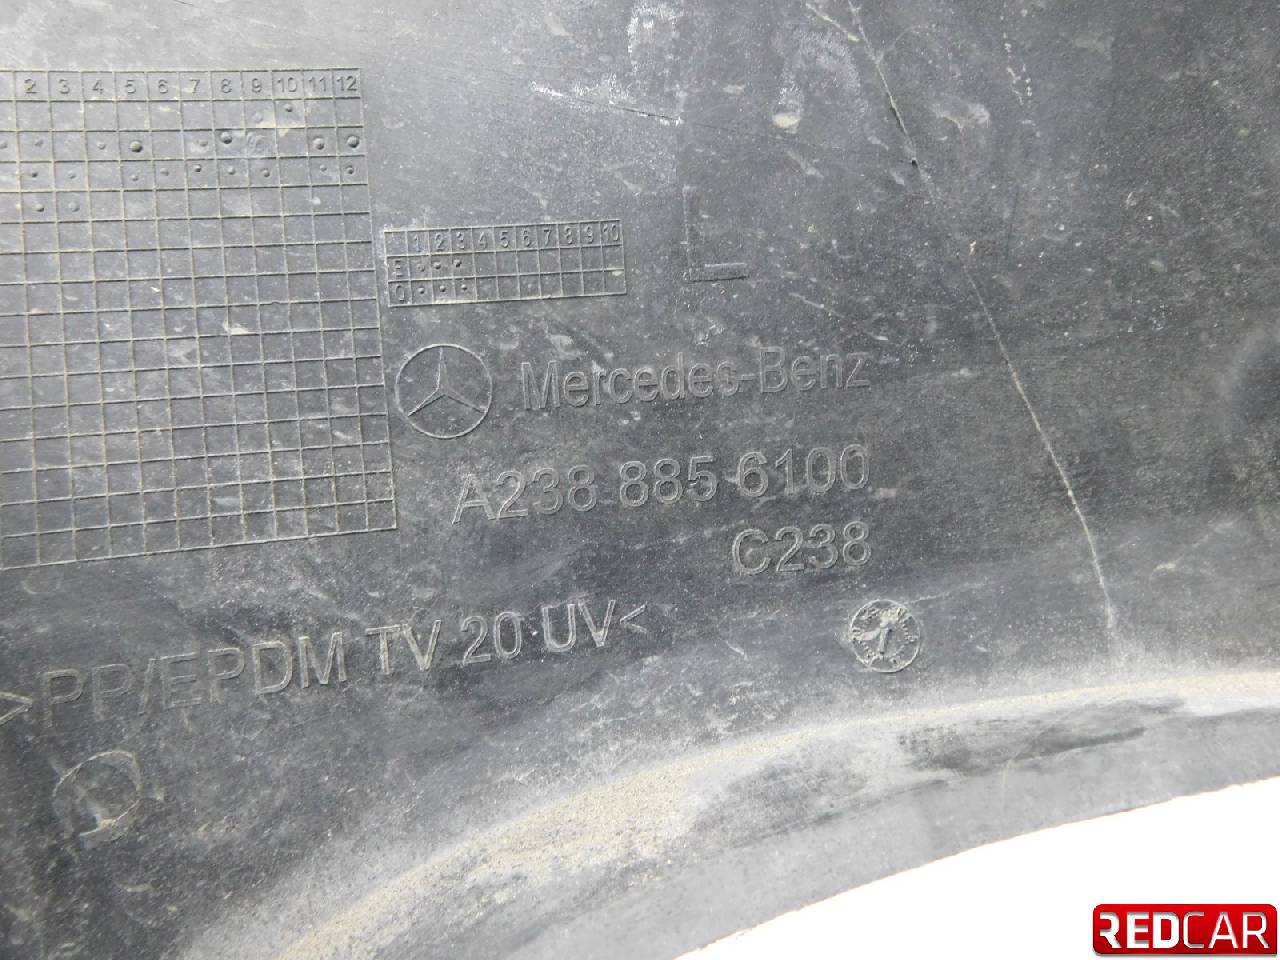 2 3 4 5 6 7 8 9 10 11 12
1 2 3 4 5 6 7 8 9 10
0
Mercedes-Benz
A238 885 6100
C238
>PP/EPDM TV 20 UV<
REDCAR